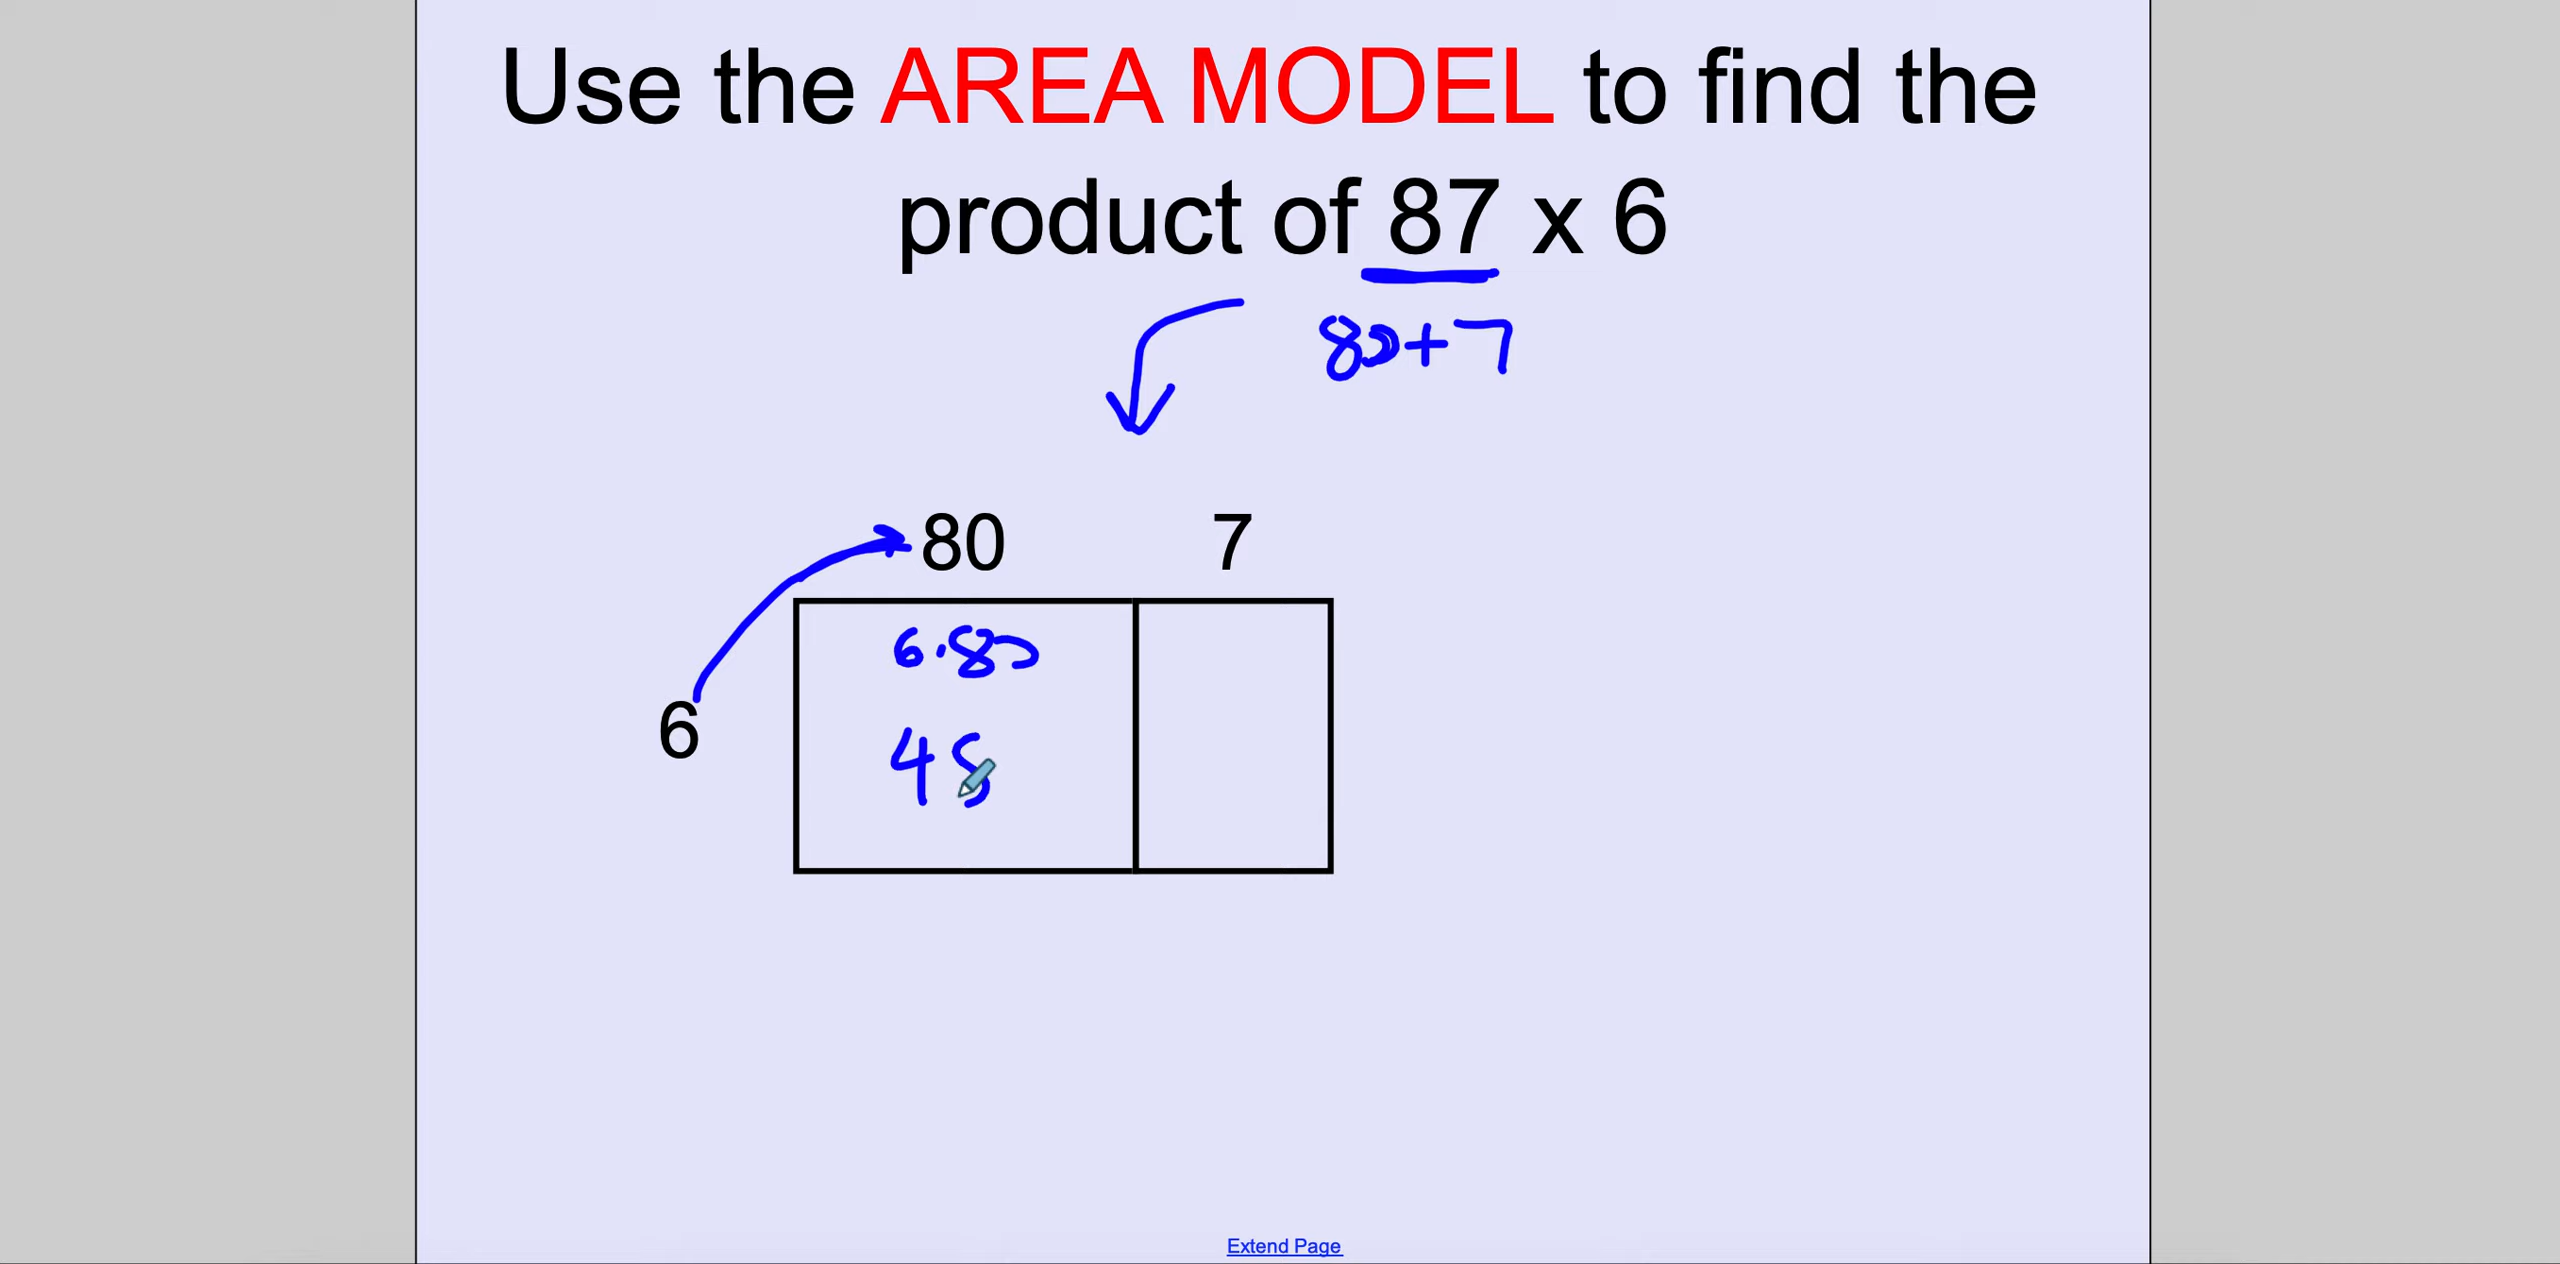 Use the AREA MODEL to find the
product of 87 x 6
80+7
80 7
6·80
6
48
Extend Page